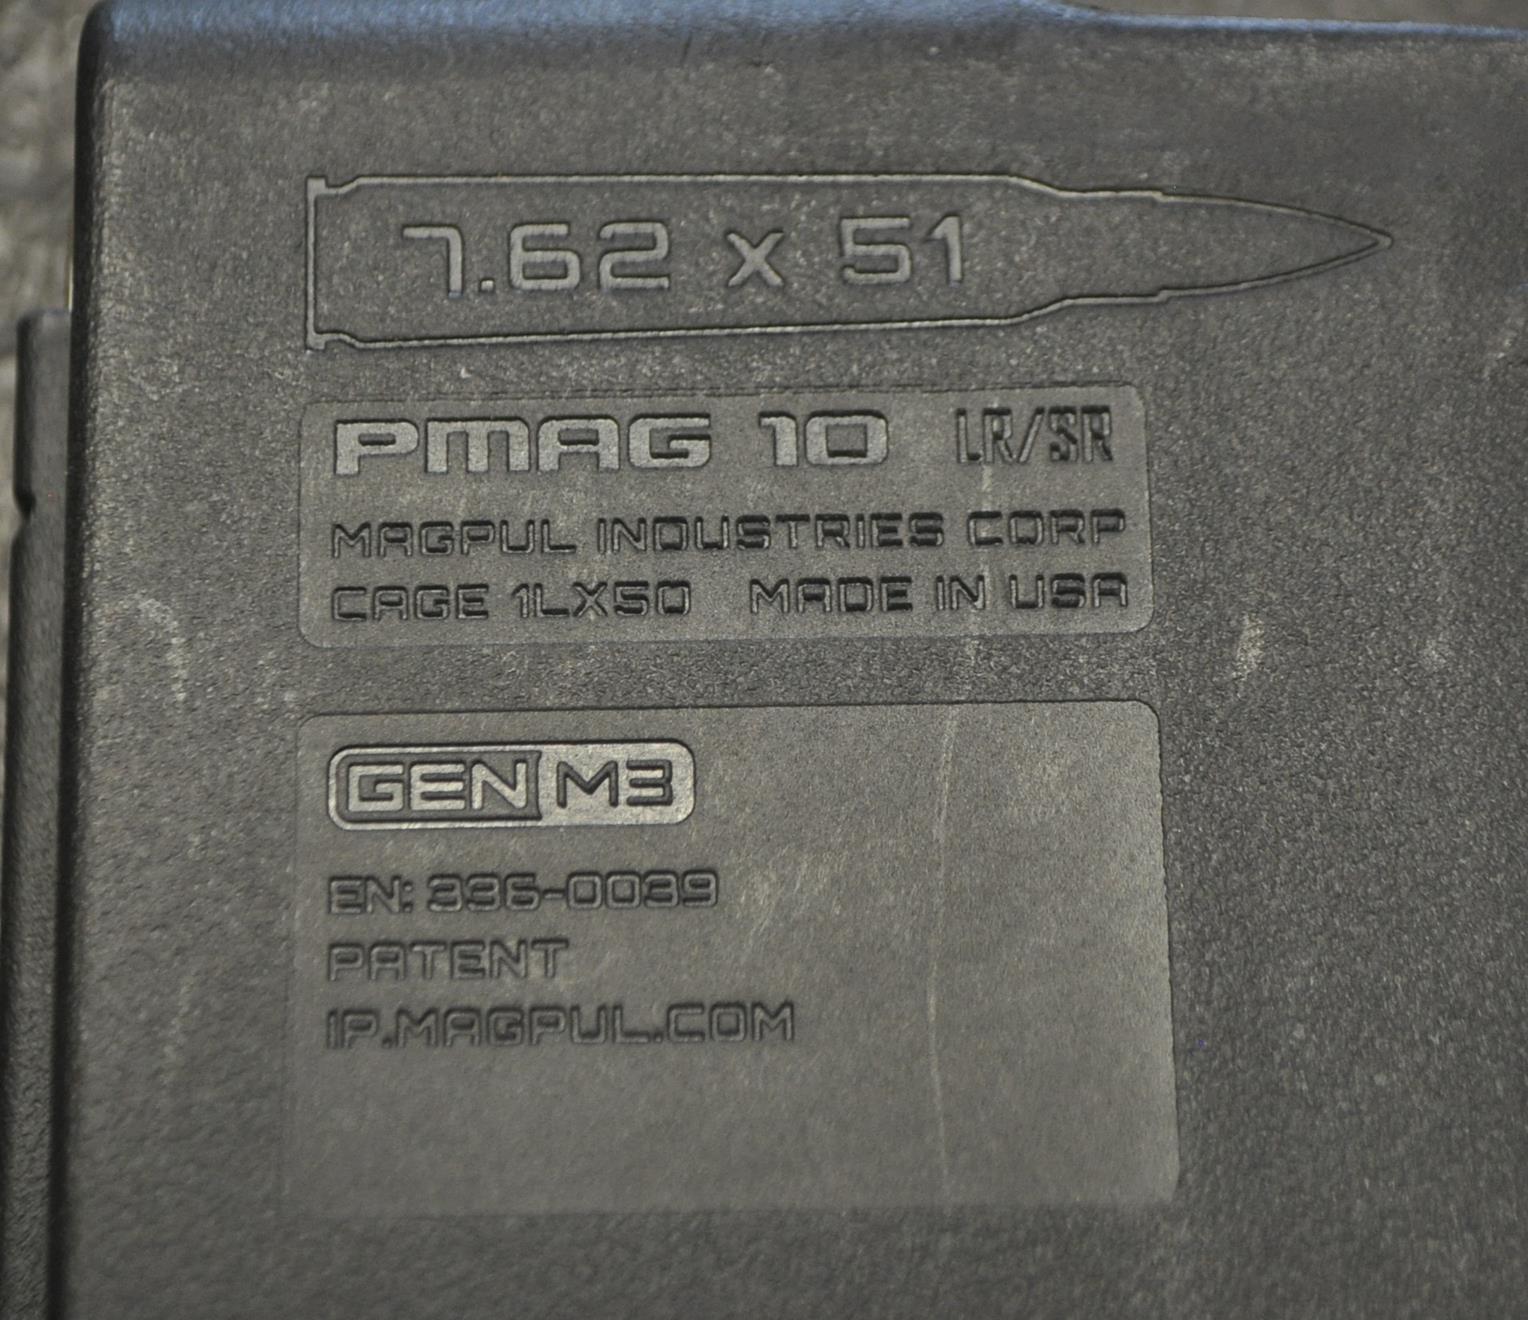 7.62 x 51
PMAG 10 LR/SR
MAGPUL INDUSTRIES CORP
CAGE 1LX50 MADE IN USA
GEN M3
EN: 336-0039
PATENT
IP.MAGPUL.COM